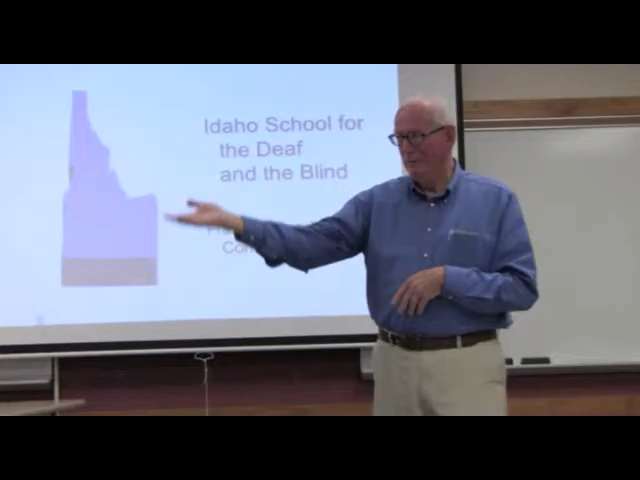 Idaho School for
the Deaf
and the Blind